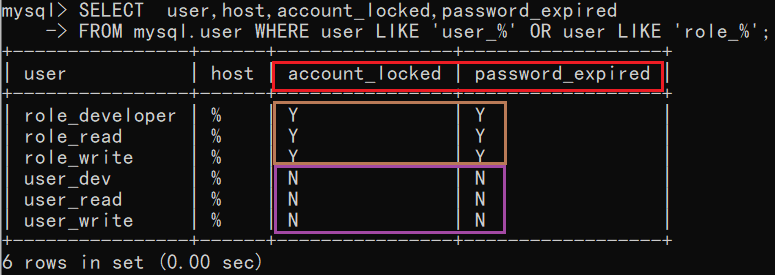 mysql> SELECT  user,host,account_locked,password_expired
    -> FROM mysql.user WHERE user LIKE 'user_%' OR user LIKE 'role_%';
+----------------+------+----------------+------------------+
| user           | host | account_locked | password_expired |
+----------------+------+----------------+------------------+
| role_developer | %    | Y              | Y                |
| role_read      | %    | Y              | Y                |
| role_write     | %    | Y              | Y                |
| user_dev       | %    | N              | N                |
| user_read      | %    | N              | N                |
| user_write     | %    | N              | N                |
+----------------+------+----------------+------------------+
6 rows in set (0.00 sec)